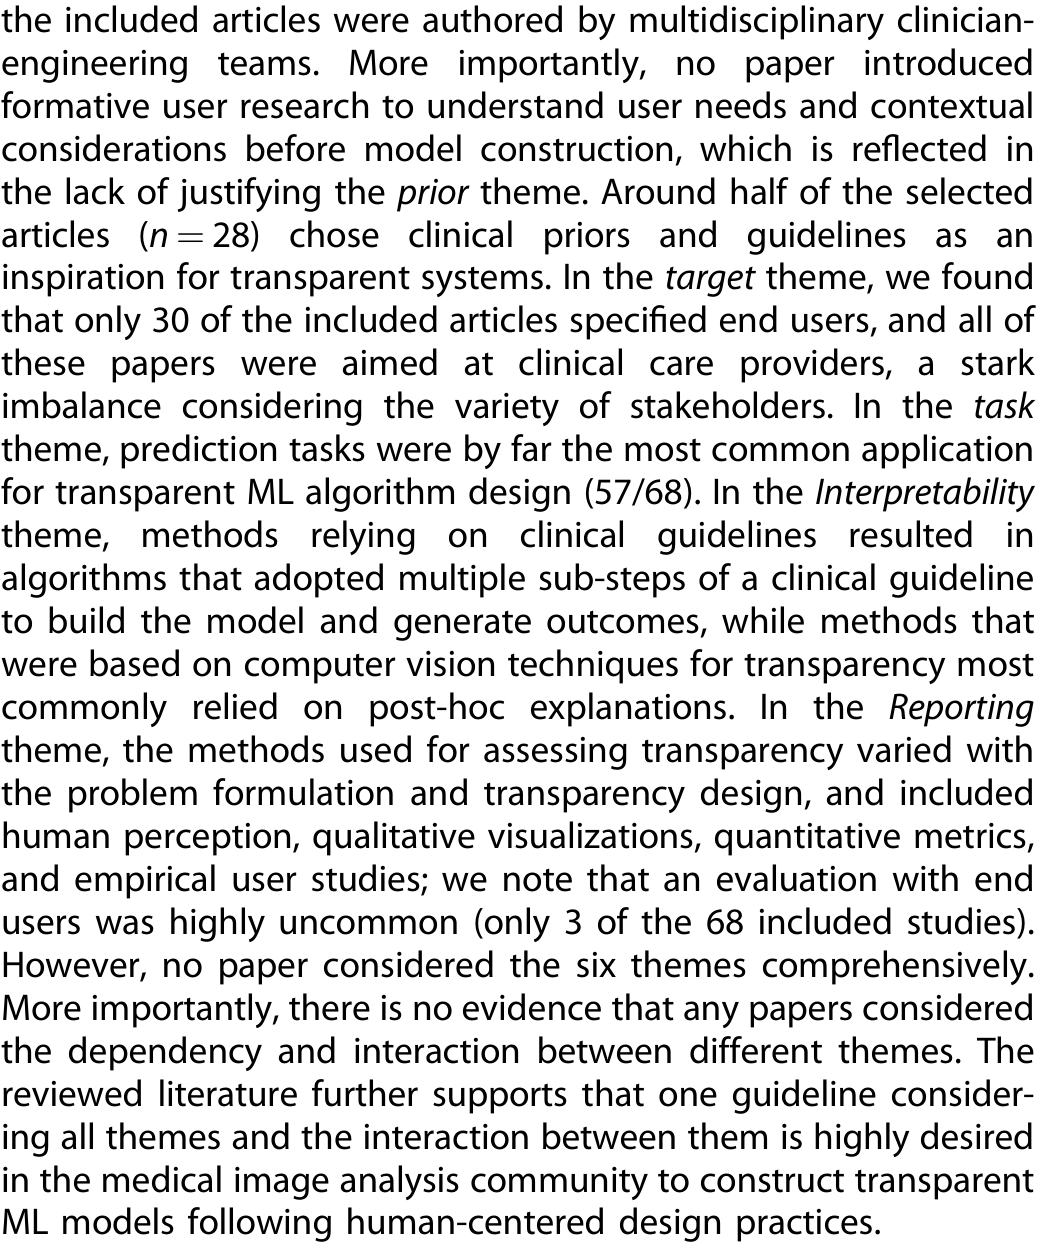 the included articles were authored by multidisciplinary clinician-
engineering teams. More importantly, no paper introduced
formative user research to understand user needs and contextual
considerations before model construction, which is reflected in
the lack of justifying the prior theme. Around half of the selected
articles (n = 28) chose clinical priors and guidelines as an
inspiration for transparent systems. In the target theme, we found
that only 30 of the included articles specified end users, and all of
these papers were aimed at clinical care providers, a stark
imbalance considering the variety of stakeholders. In the task
theme, prediction tasks were by far the most common application
for transparent ML algorithm design (57/68). In the Interpretability
theme, methods relying on clinical guidelines resulted in
algorithms that adopted multiple sub-steps of a clinical guideline
to build the model and generate outcomes, while methods that
were based on computer vision techniques for transparency most
commonly relied on post-hoc explanations. In the Reporting
theme, the methods used for assessing transparency varied with
the problem formulation and transparency design, and included
human perception, qualitative visualizations, quantitative metrics,
and empirical user studies; we note that an evaluation with end
users was highly uncommon (only 3 of the 68 included studies).
However, no paper considered the six themes comprehensively.
More importantly, there is no evidence that any papers considered
the dependency and interaction between different themes. The
reviewed literature further supports that one guideline consider-
ing all themes and the interaction between them is highly desired
in the medical image analysis community to construct transparent
ML models following human-centered design practices.